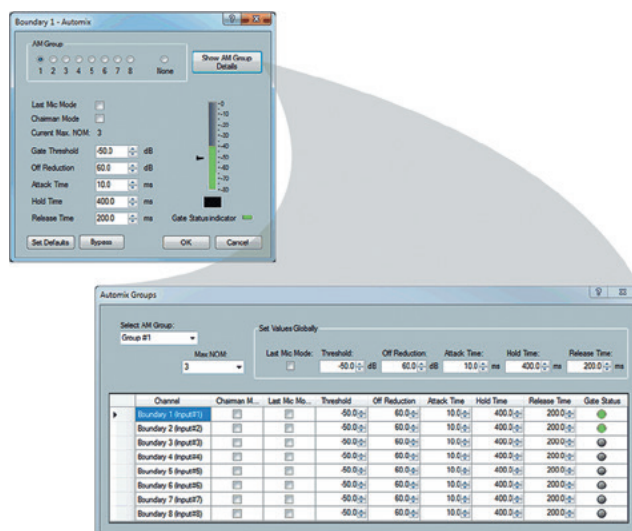 Boundary 1 - Automix
AM Group
1 2 3 4 5 6 7 8 None
Show AM Group
Details
Last Mic Mode
Chairman Mode
Current Max. NOM: 3
Gate Threshold -50.0 dB
Off Reduction 60.0 dB
Attack Time 10.0 ms
Hold Time 400.0 ms
Release Time 200.0 ms
-0
-10
-20
-30
-40
-50
-60
-70
-80
Gate Status indicator
Set Defaults Bypass OK Cancel
Automix Groups
Select AM Group:
Group #1
Max NOM:
3
Set Values Globally
Last Mic Mode: Threshold: Off Reduction: Attack Time: Hold Time: Release Time:
-50.0 dB 60.0 dB 10.0 ms 400.0 ms 200.0 ms
Channel Chairman M... Last Mic Mo... Threshold Off Reduction Attack Time Hold Time Release Time Gate Status
Boundary 1 (Input#1) -50.0 60.0 10.0 400.0 200.0
Boundary 2 (Input#2) -50.0 60.0 10.0 400.0 200.0
Boundary 3 (Input#3) -50.0 60.0 10.0 400.0 200.0
Boundary 4 (Input#4) -50.0 60.0 10.0 400.0 200.0
Boundary 5 (Input#5) -50.0 60.0 10.0 400.0 200.0
Boundary 6 (Input#6) -50.0 60.0 10.0 400.0 200.0
Boundary 7 (Input#7) -50.0 60.0 10.0 400.0 200.0
Boundary 8 (Input#8) -50.0 60.0 10.0 400.0 200.0